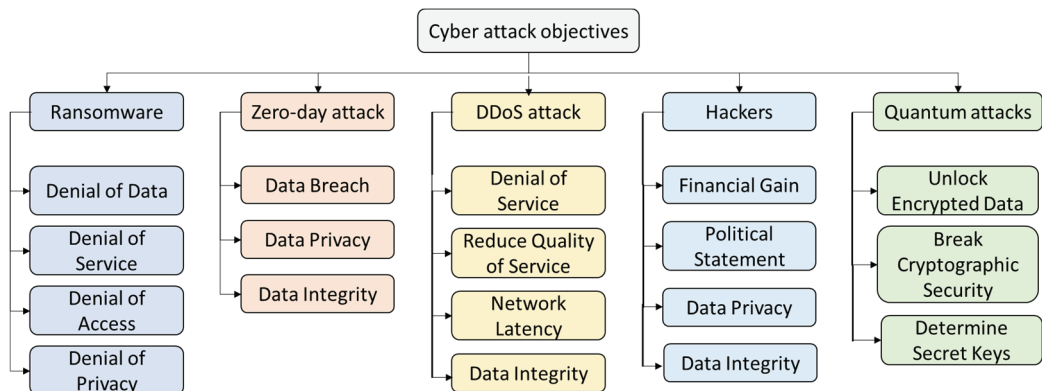 Cyber attack objectives
Ransomware
Denial of Data
Denial of
Service
Denial of
Access
Denial of
Privacy
Zero-day attack
Data Breach
Data Privacy
Data Integrity
DDoS attack
Denial of
Service
Reduce Quality
of Service
Network
Latency
Data Integrity
Hackers
Financial Gain
Political
Statement
Data Privacy
Data Integrity
Quantum attacks
Unlock
Encrypted Data
Break
Cryptographic
Security
Determine
Secret Keys